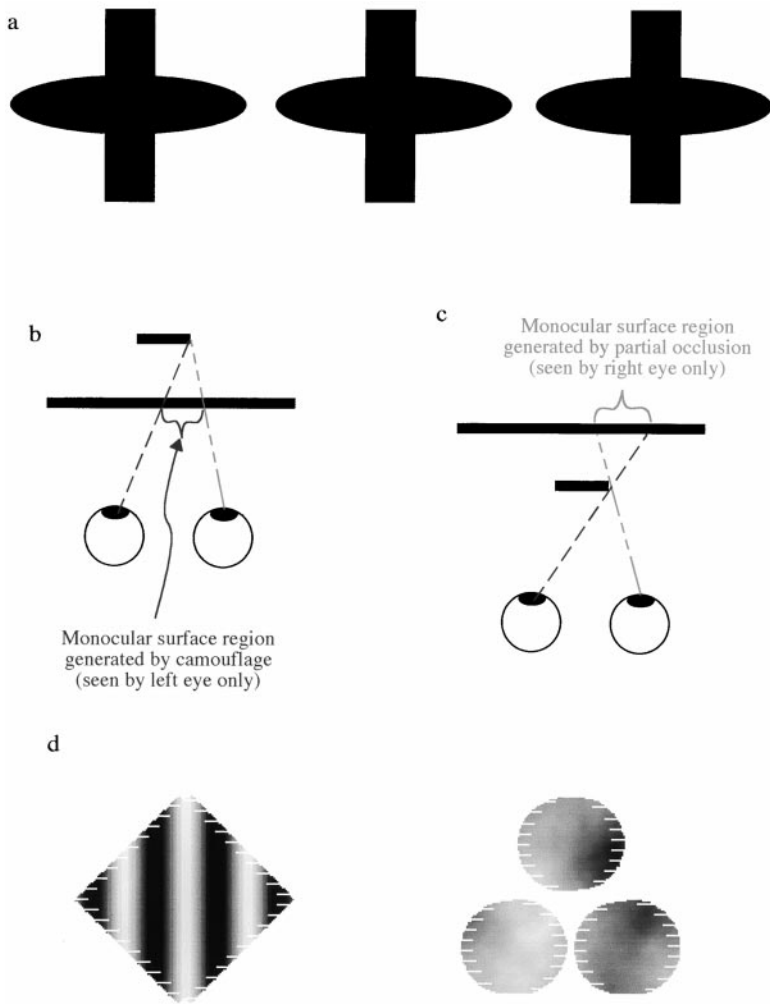 a
b
c
Monocular surface region
generated by partial occlusion
(seen by right eye only)
Monocular surface region
generated by camouflage
(seen by left eye only)
d